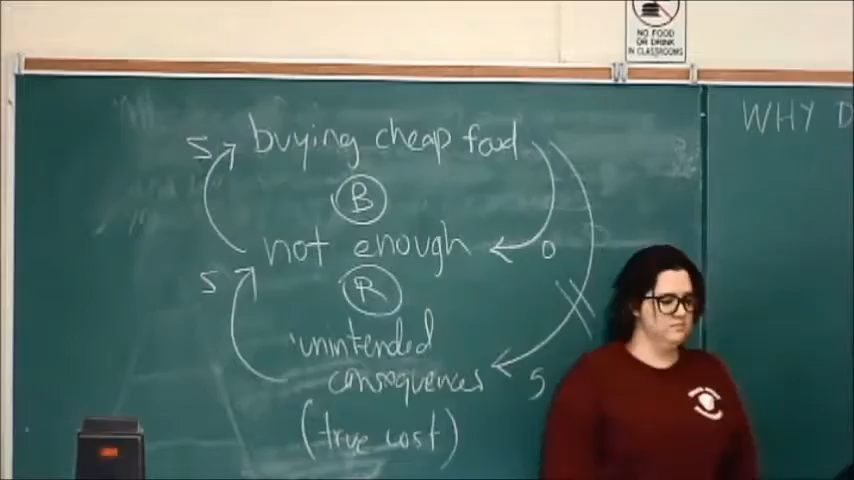 NO FOOD
OR DRINK
IN CLASSROOMS
WHY D
S buying cheap food
B
not enough O
S
R
unintended
consequences S
(true cost)